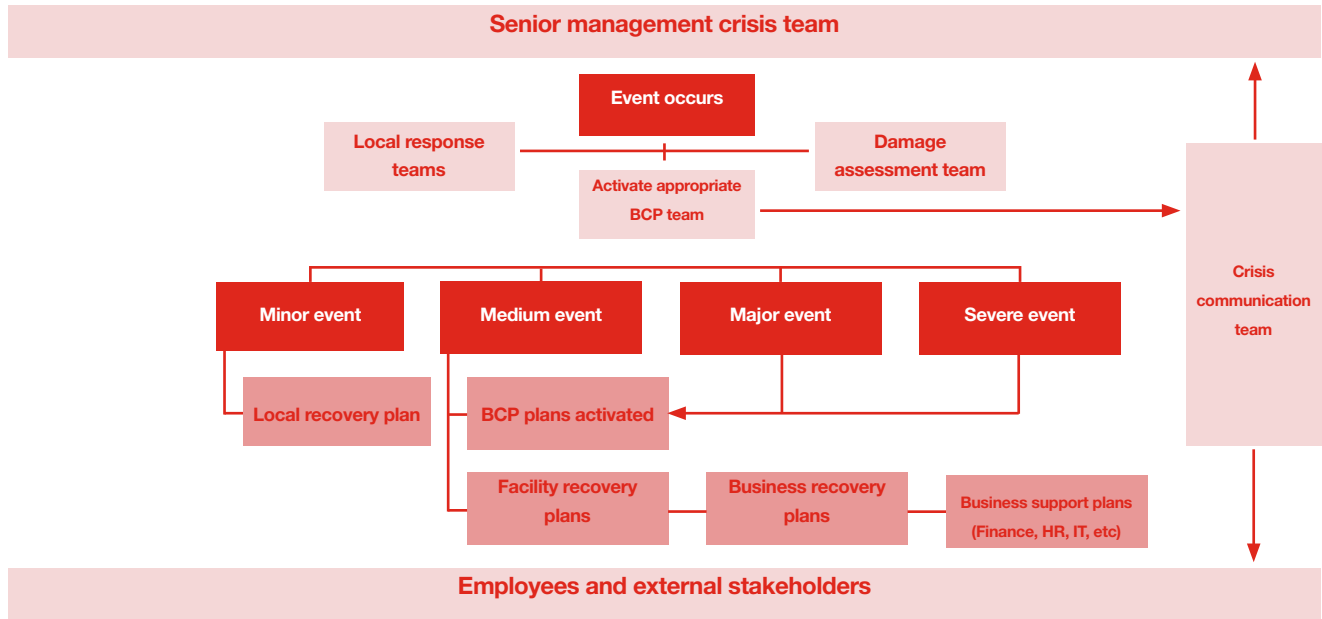 Senior management crisis team
Event occurs
Local response
teams
Damage
assessment team
Activate appropriate
BCP team
Crisis
communication
team
Minor event
Medium event
Major event
Severe event
Local recovery plan
BCP plans activated
Facility recovery
plans
Business recovery
plans
Business support plans
(Finance, HR, IT, etc)
Employees and external stakeholders